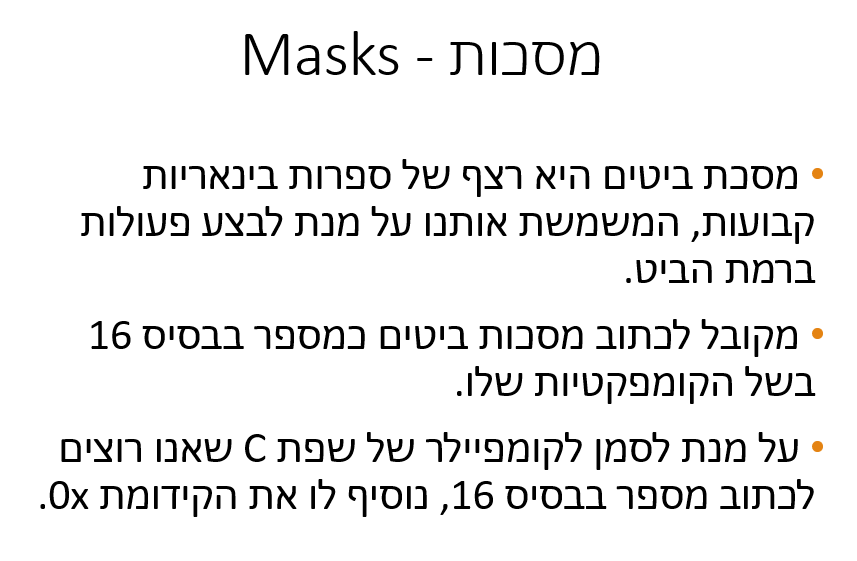 מסכות - Masks
• מסכת ביטים היא רצף של ספרות בינאריות
קבועות, המשמשת אותנו על מנת לבצע פעולות
ברמת הביט.
• מקובל לכתוב מסכות ביטים כמספר בבסיס 16
בשל הקומפקטיות שלו.
• על מנת לסמן לקומפיילר של שפת C שאנו רוצים
לכתוב מספר בבסיס 16, נוסיף לו את הקידומת 0x.